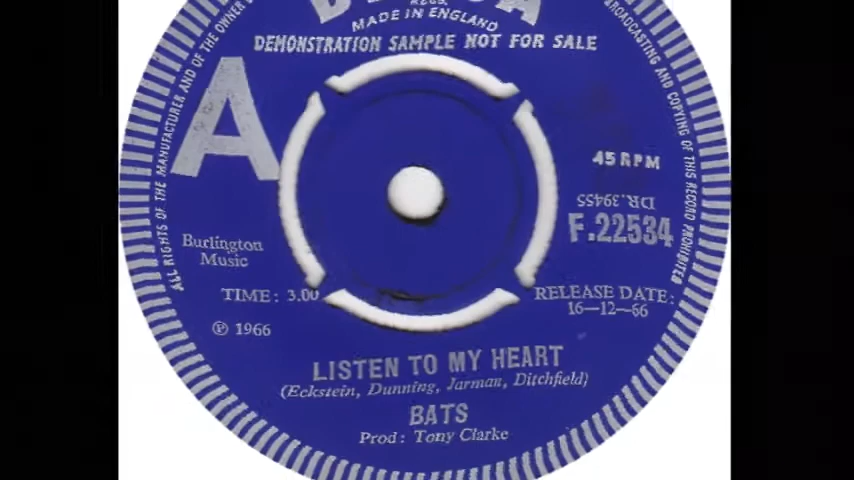 REGD.
MADE IN ENGLAND
DEMONSTRATION SAMPLE NOT FOR SALE
ALL RIGHTS OF THE MANUFACTURER AND OF THE OWNER
BROADCASTING AND COPYING OF THIS RECORD PROHIBITED
A
45 RPM
DR.39455
F.22534
Burlington
Music
TIME: 3.00
RELEASE DATE:
16—12—66
℗ 1966
LISTEN TO MY HEART
(Eckstein, Dunning, Jarman, Ditchfield)
BATS
Prod: Tony Clarke